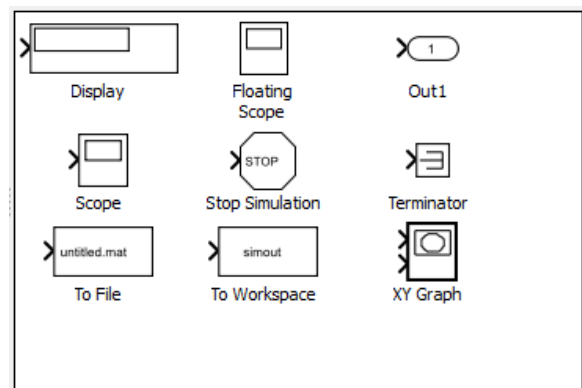 1
Display
Floating
Scope
Out1
STOP
Scope
Stop Simulation
Terminator
untitled.mat
simout
To File
To Workspace
XY Graph